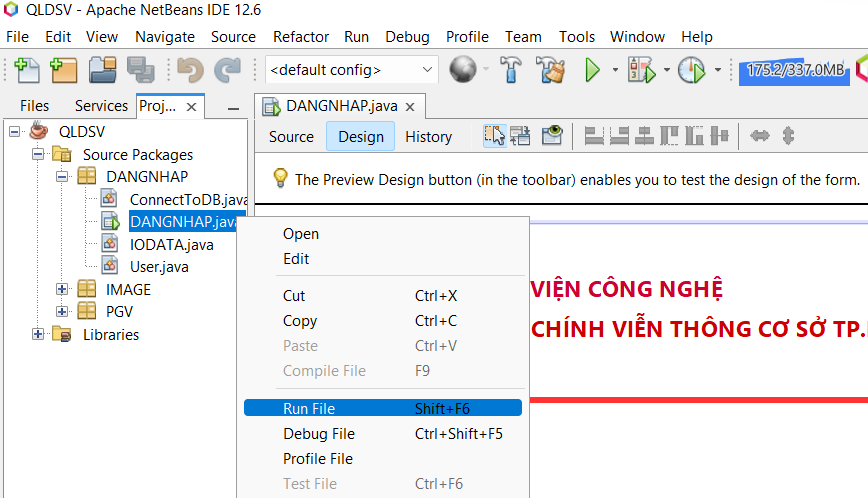 QLDSV - Apache NetBeans IDE 12.6
File Edit View Navigate Source Refactor Run Debug Profile Team Tools Window Help
<default config> 175.2/337.0MB
Files Services Proj... DANGNHAP.java
QLDSV
Source Design History
Source Packages
DANGNHAP
The Preview Design button (in the toolbar) enables you to test the design of the form.
ConnectToDB.java
DANGNHAP.java
IODATA.java
User.java
IMAGE
PGV
Libraries
Open
Edit
Cut Ctrl+X
Copy Ctrl+C
Paste Ctrl+V
Compile File F9
Run File Shift+F6
Debug File Ctrl+Shift+F5
Profile File
Test File Ctrl+F6
VIỆN CÔNG NGHỆ
CHÍNH VIỄN THÔNG CƠ SỞ TP.